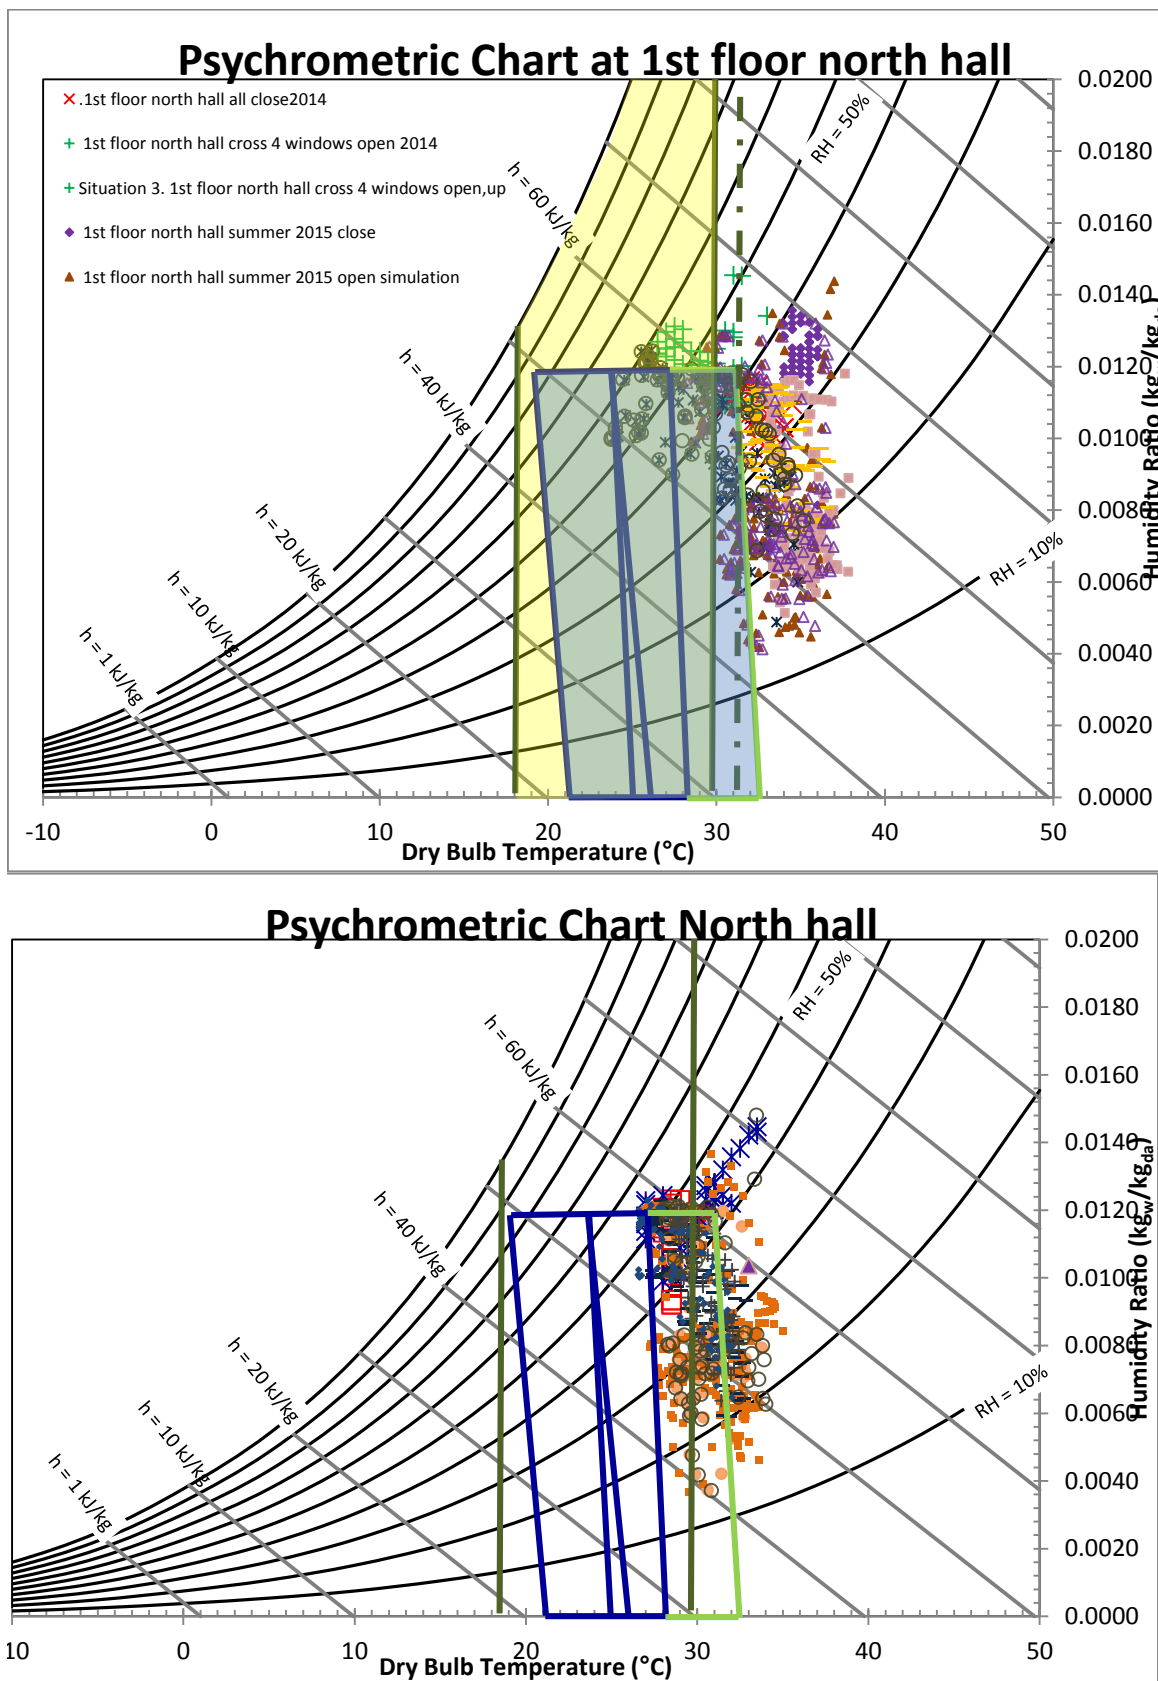 Psychrometric Chart at 1st floor north hall
.1st floor north hall all close2014
1st floor north hall cross 4 windows open 2014
Situation 3. 1st floor north hall cross 4 windows open,up
1st floor north hall summer 2015 close
1st floor north hall summer 2015 open simulation
RH = 50%
h = 60 kJ/kg
h = 40 kJ/kg
h = 20 kJ/kg
h = 10 kJ/kg
h = 1 kJ/kg
RH = 10%
0.0200
0.0180
0.0160
0.0140
0.0120
0.0100
0.0080
0.0060
0.0040
0.0020
0.0000
Humidity Ratio (kg /kg
-10 0 10 20 30 40 50
Dry Bulb Temperature (°C)
Psychrometric Chart North hall
RH = 50%
h = 60 kJ/kg
h = 40 kJ/kg
h = 20 kJ/kg
h = 10 kJ/kg
h = 1 kJ/kg
RH = 10%
0.0200
0.0180
0.0160
0.0140
0.0120
0.0100
0.0080
0.0060
0.0040
0.0020
0.0000
Humidity Ratio (kgw/kgda)
10 0 10 20 30 40 50
Dry Bulb Temperature (°C)